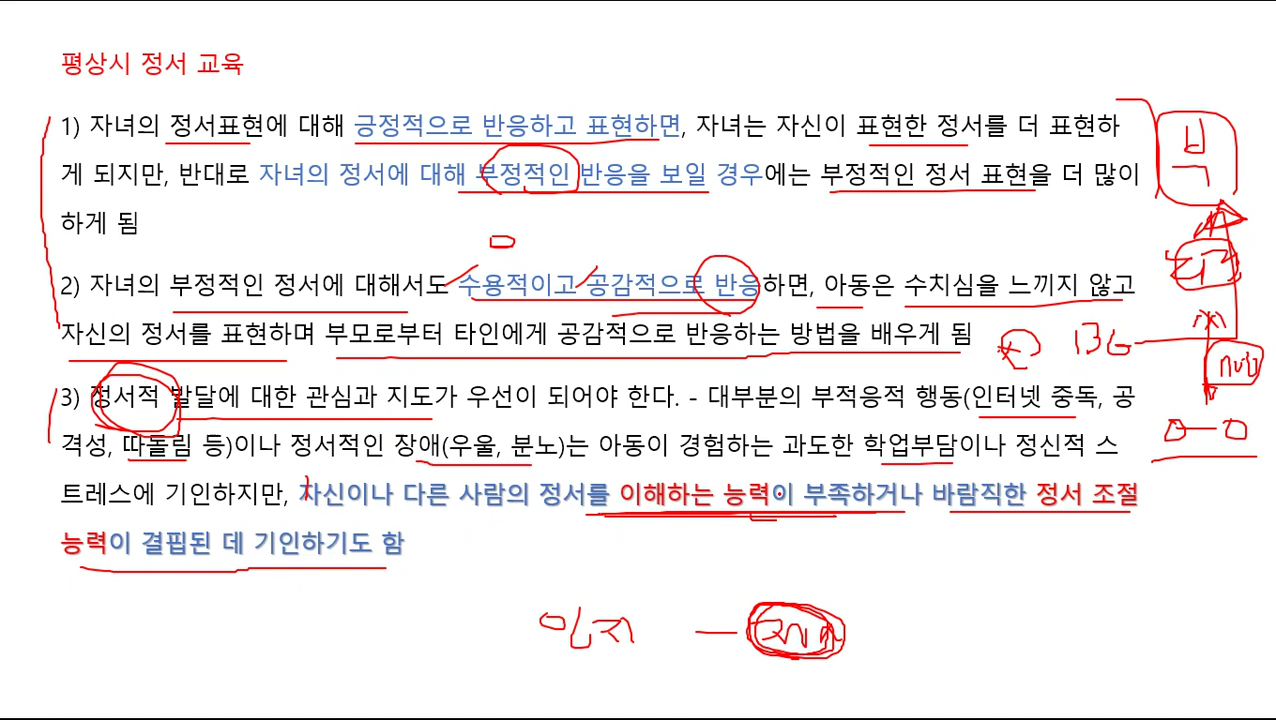 평상시 정서 교육
1) 자녀의 정서표현에 대해 긍정적으로 반응하고 표현하면, 자녀는 자신이 표현한 정서를 더 표현하
게 되지만, 반대로 자녀의 정서에 대해 부정적인 반응을 보일 경우에는 부정적인 정서 표현을 더 많이
하게 됨
2) 자녀의 부정적인 정서에 대해서도 수용적이고 공감적으로 반응하면, 아동은 수치심을 느끼지 않고
자신의 정서를 표현하며 부모로부터 타인에게 공감적으로 반응하는 방법을 배우게 됨
3) 정서적 발달에 대한 관심과 지도가 우선이 되어야 한다. - 대부분의 부적응적 행동(인터넷 중독, 공
격성, 따돌림 등)이나 정서적인 장애(우울, 분노)는 아동이 경험하는 과도한 학업부담이나 정신적 스
트레스에 기인하지만, 자신이나 다른 사람의 정서를 이해하는 능력이 부족하거나 바람직한 정서 조절
능력이 결핍된 데 기인하기도 함
인지